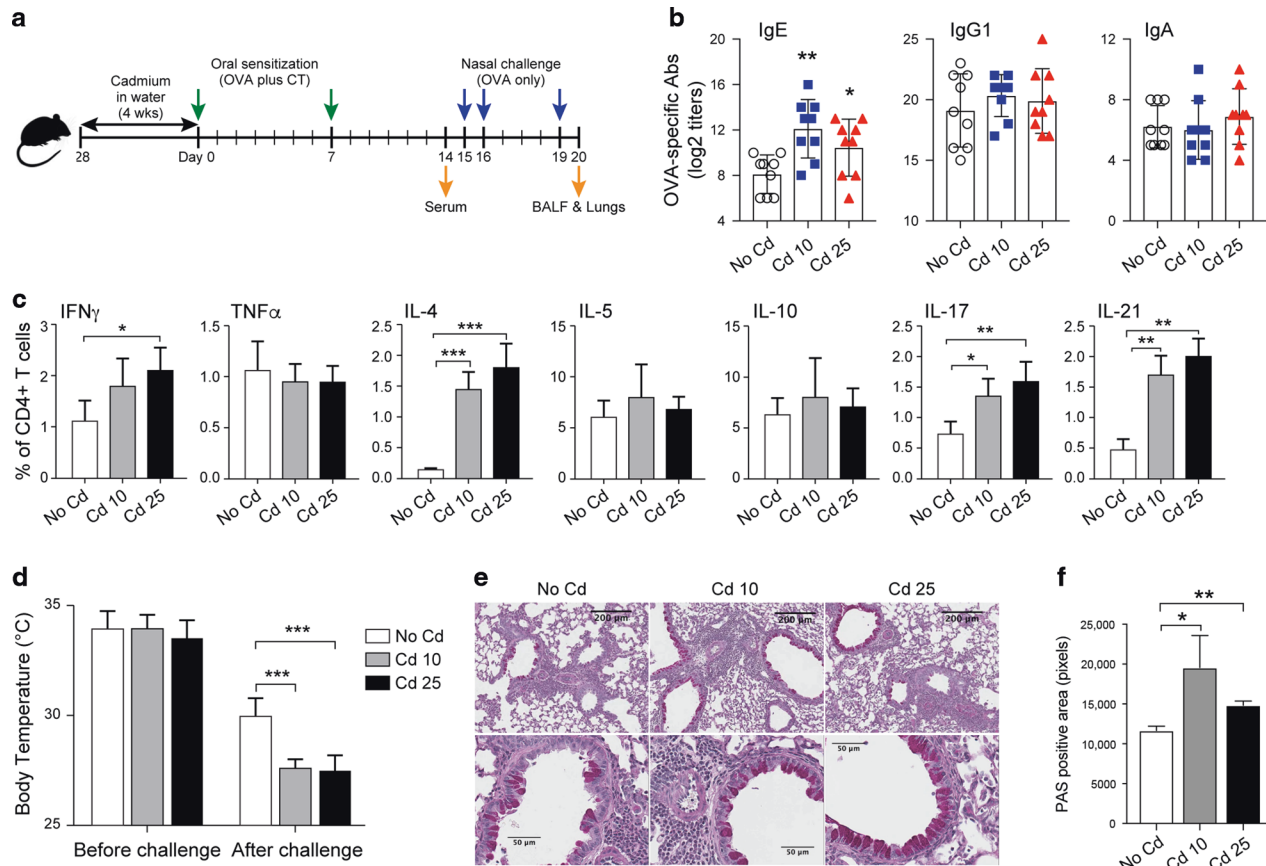 a
Cadmium
in water
(4 wks)
Oral sensitization
(OVA plus CT)
Nasal challenge
(OVA only)
28
Day 0
7
14
15
16
19
20
Serum
BALF & Lungs
b
OVA-specific Abs
(log2 titers)
IgE
20
16
12
8
4
**
*
No Cd
Cd 10
Cd 25
IgG1
25
20
15
10
No Cd
Cd 10
Cd 25
IgA
12
8
4
0
No Cd
Cd 10
Cd 25
c
% of CD4+ T cells
IFNγ
3
2
1
0
*
No Cd
Cd 10
Cd 25
TNFα
1.5
1.0
0.5
0.0
No Cd
Cd 10
Cd 25
IL-4
2.5
2.0
1.5
1.0
0.5
0.0
***
***
No Cd
Cd 10
Cd 25
IL-5
15
10
5
0
No Cd
Cd 10
Cd 25
IL-10
15
10
5
0
No Cd
Cd 10
Cd 25
IL-17
2.5
2.0
1.5
1.0
0.5
0.0
**
*
No Cd
Cd 10
Cd 25
IL-21
2.5
2.0
1.5
1.0
0.5
0.0
**
**
No Cd
Cd 10
Cd 25
d
Body Temperature (°C)
35
30
25
***
***
Before challenge
After challenge
No Cd
Cd 10
Cd 25
e
No Cd
Cd 10
Cd 25
200 µm
200 µm
200 µm
50 µm
50 µm
50 µm
f
PAS positive area (pixels)
25,000
20,000
15,000
10,000
5000
0
**
*
No Cd
Cd 10
Cd 25